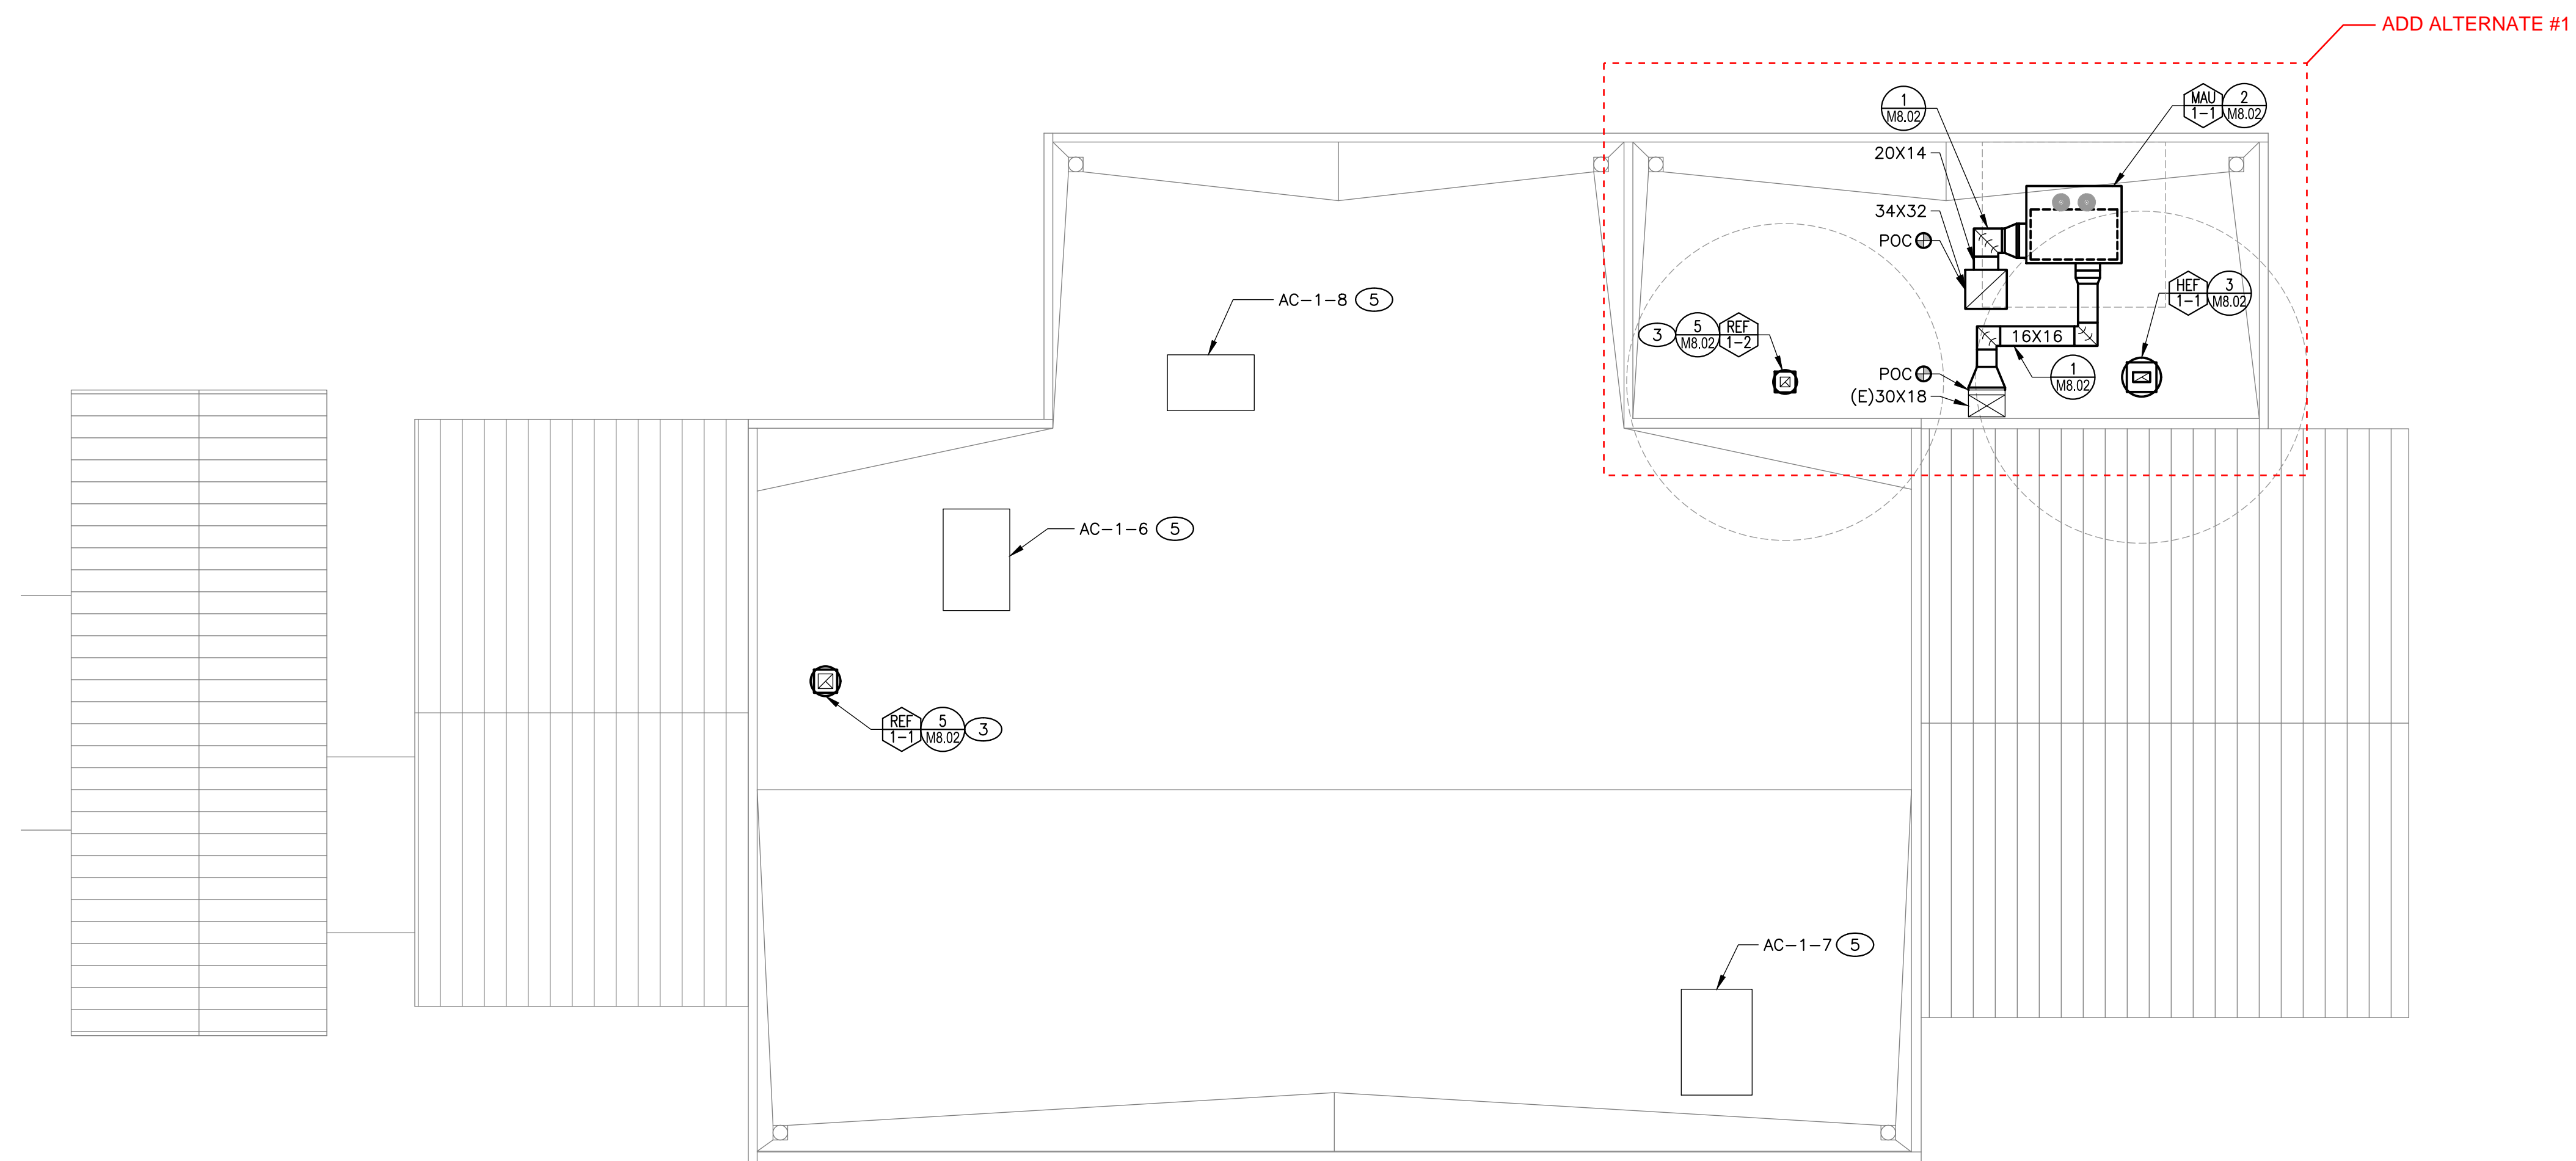 ADD ALTERNATE #1
1
M8.02
MAU
1-1
2
M8.02
20X14
34X32
POC
AC-1-8 5
HEF
1-1
3
M8.02
3
5
M8.02
REF
1-2
16X16
POC
1
M8.02
(E)30X18
AC-1-6 5
REF
1-1
5
M8.02
3
AC-1-7 5